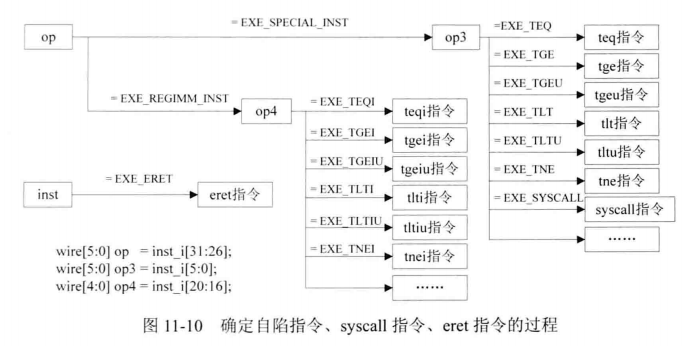 op
= EXE_SPECIAL_INST
op3
=EXE_TEQ
teq指令
= EXE_TGE
tge指令
= EXE_TGEU
tgeu指令
= EXE_TLT
tlt指令
= EXE_TLTU
tltu指令
= EXE_TNE
tne指令
= EXE_SYSCALL
syscall指令
……
= EXE_REGIMM_INST
op4
= EXE_TEQI
teqi指令
= EXE_TGEI
tgei指令
= EXE_TGEIU
tgeiu指令
= EXE_TLTI
tlti指令
= EXE_TLTIU
tltiu指令
= EXE_TNEI
tnei指令
……
inst
= EXE_ERET
eret指令
wire[5:0] op = inst_i[31:26];
wire[5:0] op3 = inst_i[5:0];
wire[4:0] op4 = inst_i[20:16];
图 11-10 确定自陷指令、syscall 指令、eret 指令的过程